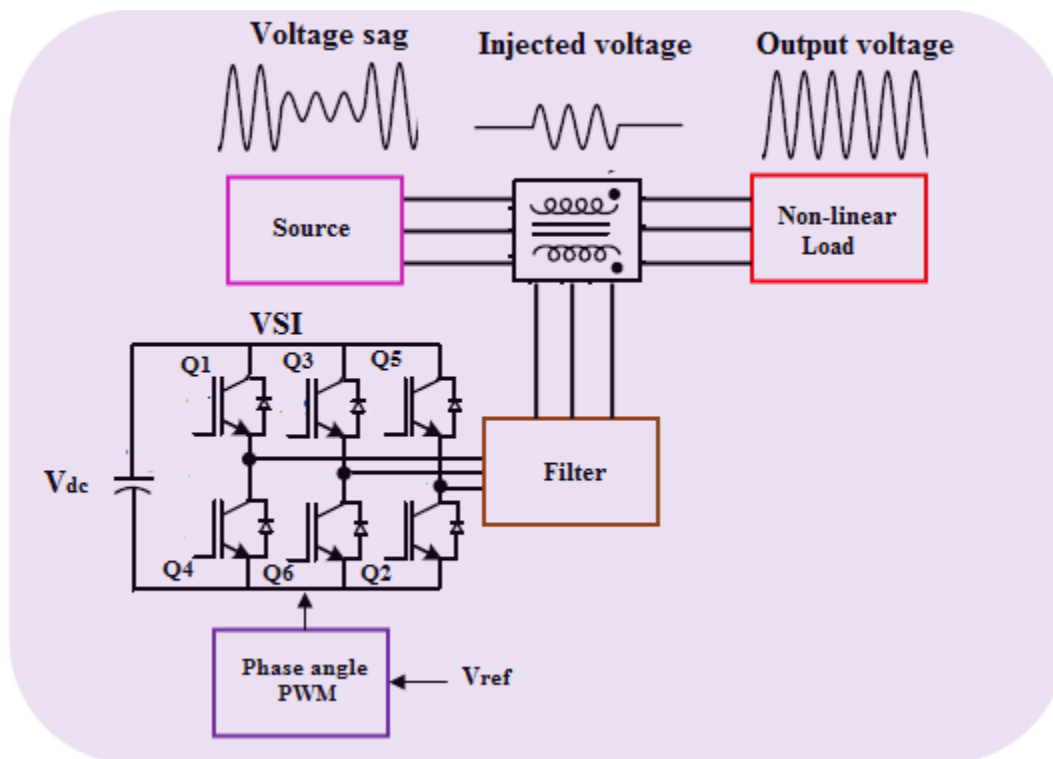 Voltage sag
Injected voltage
Output voltage
Source
Non-linear
Load
VSI
Q1
Q3
Q5
Vdc
Filter
Q4
Q6
Q2
Phase angle
PWM
Vref